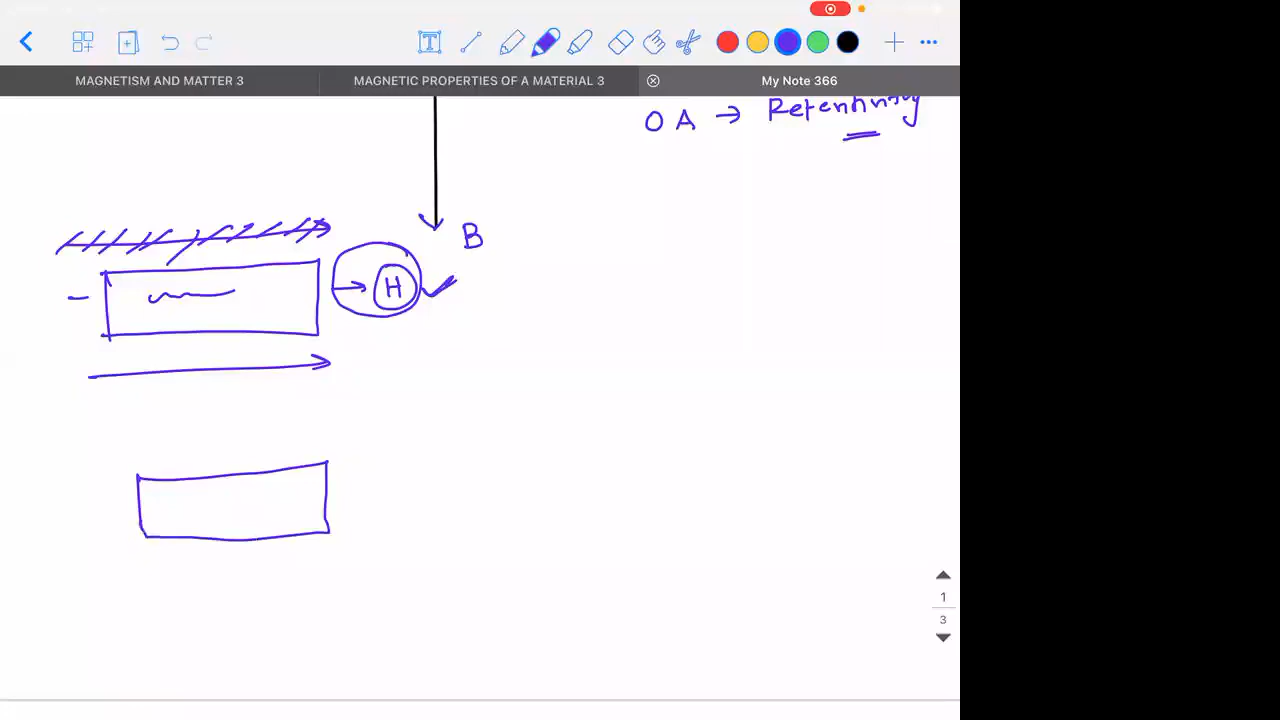 MAGNETISM AND MATTER 3
MAGNETIC PROPERTIES OF A MATERIAL 3
My Note 366
O A → Retentivity
B
H
1
3